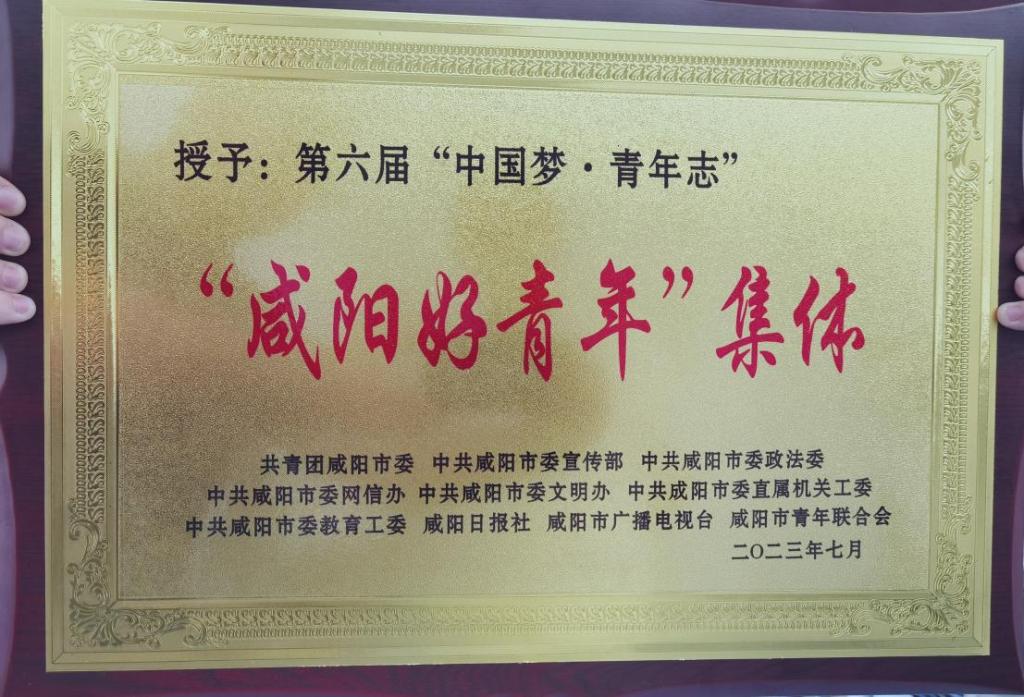 授予：第六届“中国梦·青年志”
“咸阳好青年”集体
共青团咸阳市委 中共咸阳市委宣传部 中共咸阳市委政法委
中共咸阳市委网信办 中共咸阳市委文明办 中共成阳市委直属机关工委
中共咸阳市委教育工委 咸阳日报社 咸阳市广播电视台 咸阳市青年联合会
二〇二三年七月